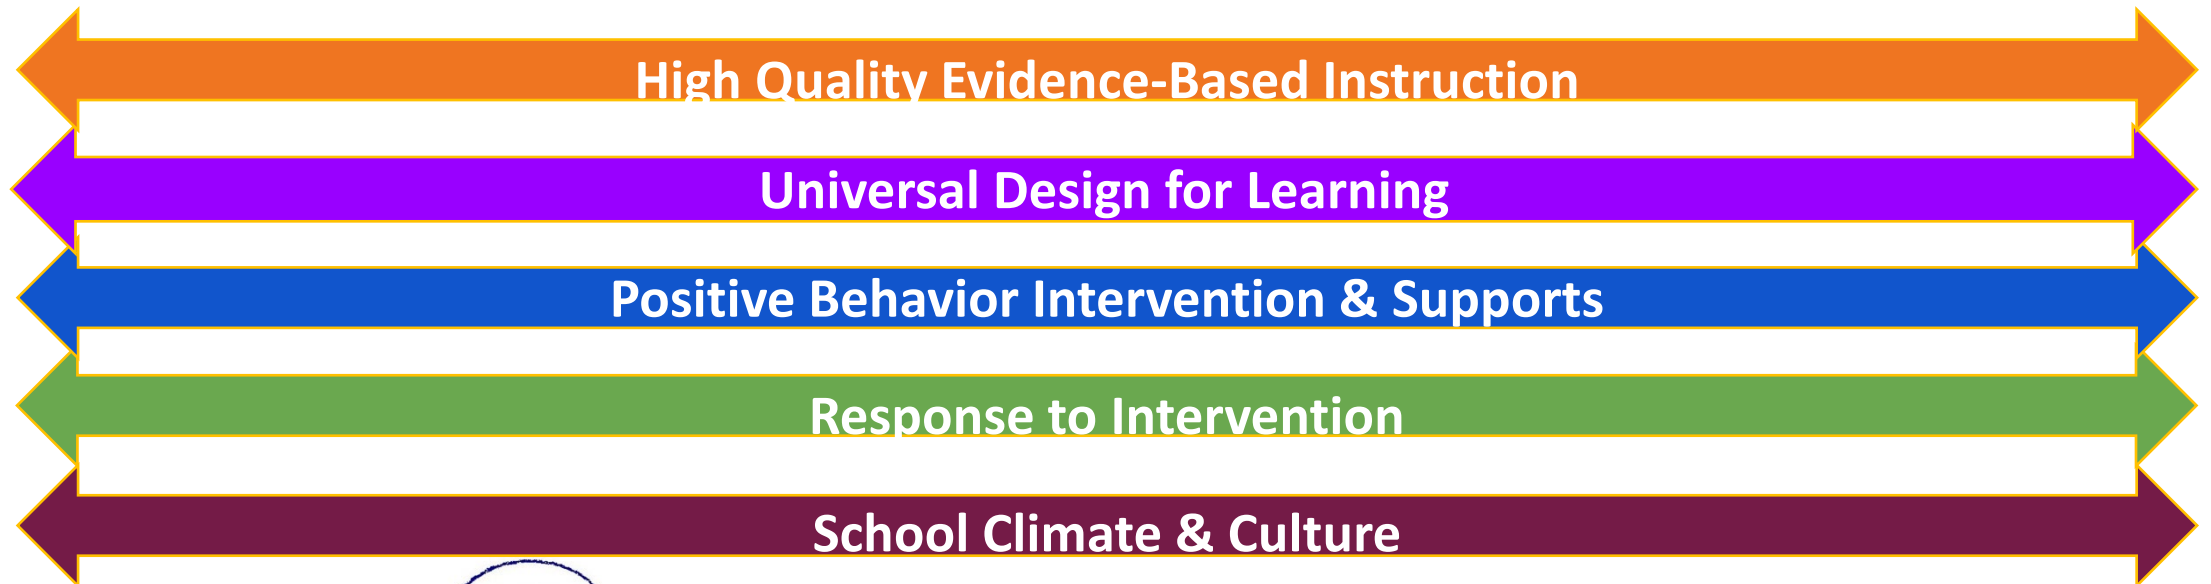 High Quality Evidence-Based Instruction
Universal Design for Learning
Positive Behavior Intervention & Supports
Response to Intervention
School Climate & Culture